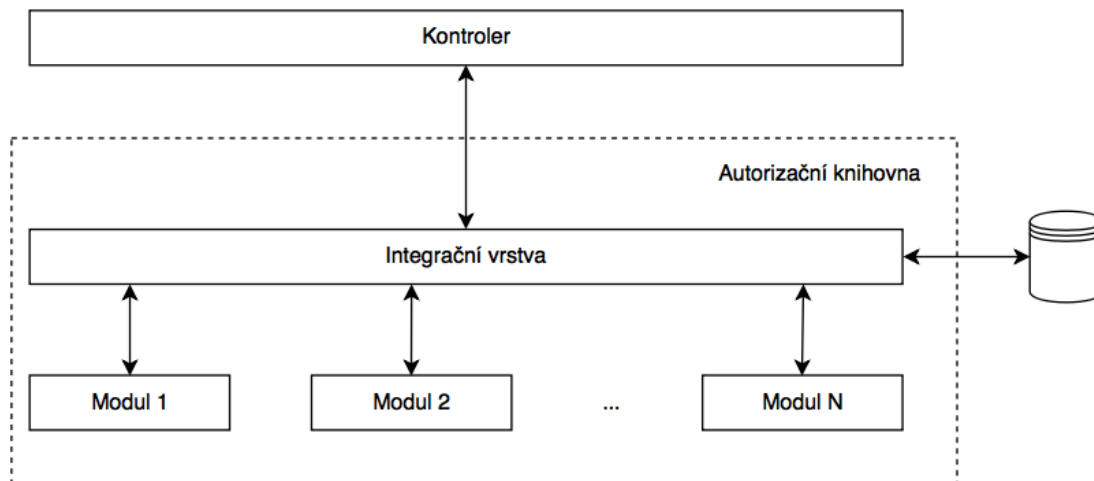 Kontroler
Autorizační knihovna
Integrační vrstva
Modul 1
Modul 2
...
Modul N